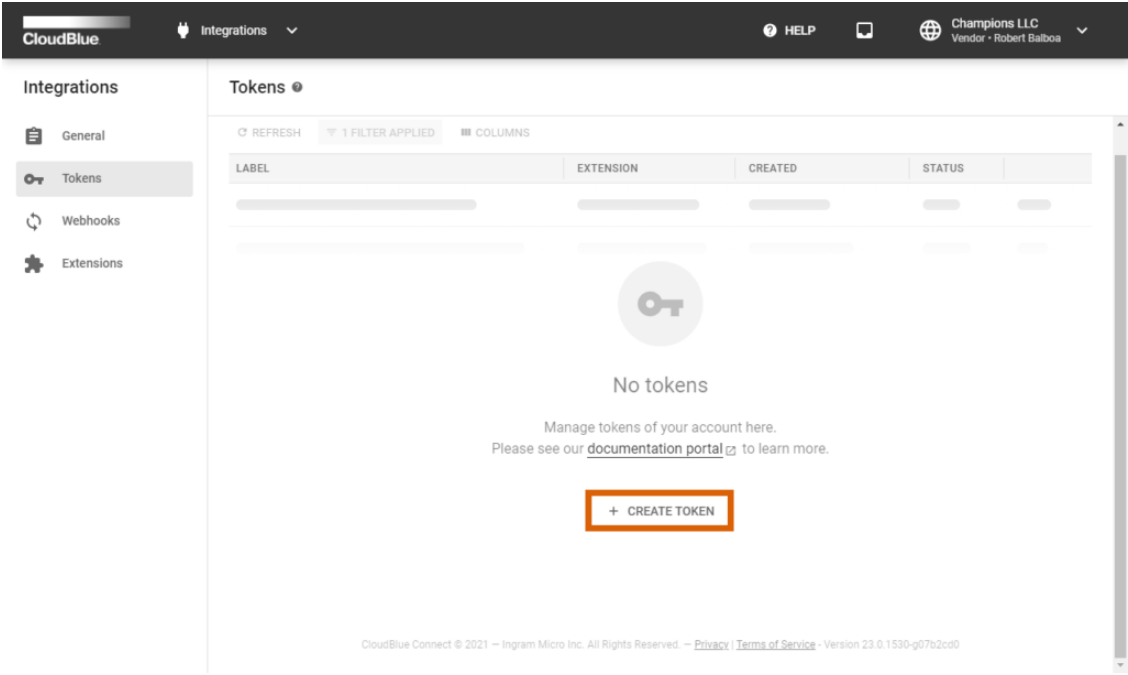 CloudBlue
Integrations
HELP
Champions LLC
Vendor • Robert Balboa
Integrations
General
Tokens
Webhooks
Extensions
Tokens
REFRESH
1 FILTER APPLIED
COLUMNS
LABEL EXTENSION CREATED STATUS
No tokens
Manage tokens of your account here.
Please see our documentation portal to learn more.
+ CREATE TOKEN
CloudBlue Connect © 2021 — Ingram Micro Inc. All Rights Reserved. — Privacy | Terms of Service - Version 23.0.1530-g07b2cd0